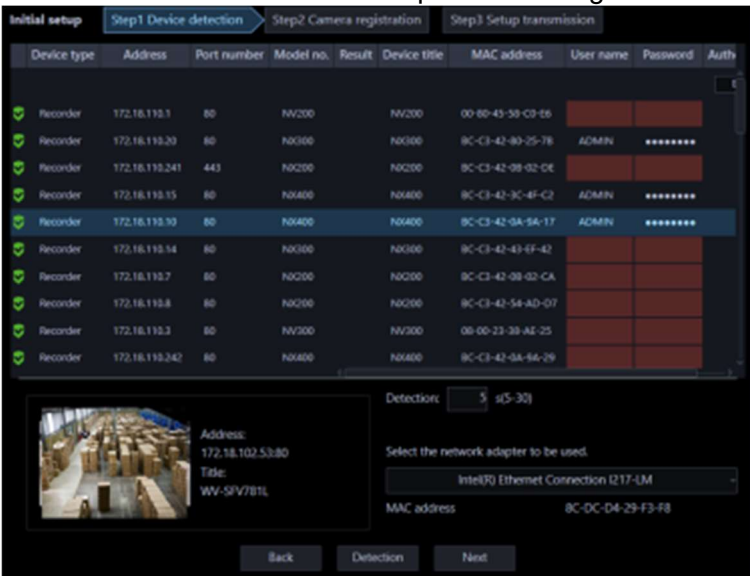 Initial setup Step1 Device detection Step2 Camera registration Step3 Setup transmission
Device type Address Port number Model no. Result Device title MAC address User name Password
Recorder 172.18.110.1 80 NV200 NV200
Recorder 172.18.110.20 80 NX300 NX300 ADMIN ••••••••
Recorder 172.18.110.241 443 NX200 NX200
Recorder 172.18.110.15 80 NX400 NX400 ADMIN ••••••••
Recorder 172.18.110.10 80 NX400 NX400 ADMIN ••••••••
Recorder 172.18.110.14 80 NX300 NX300
Recorder 172.18.110.7 80 NX200 NX200
Recorder 172.18.110.8 80 NX200 NX200
Recorder 172.18.110.3 80 NV300 NV300
Recorder 172.18.110.242 80 NX400 NX400
Detection: 5 s(5-30)
Address:
172.18.102.53:80
Title:
WV-SFV781L
Select the network adapter to be used.
Intel(R) Ethernet Connection I217-LM
MAC address 8C-DC-D4-29-F3-F8
Back Detection Next